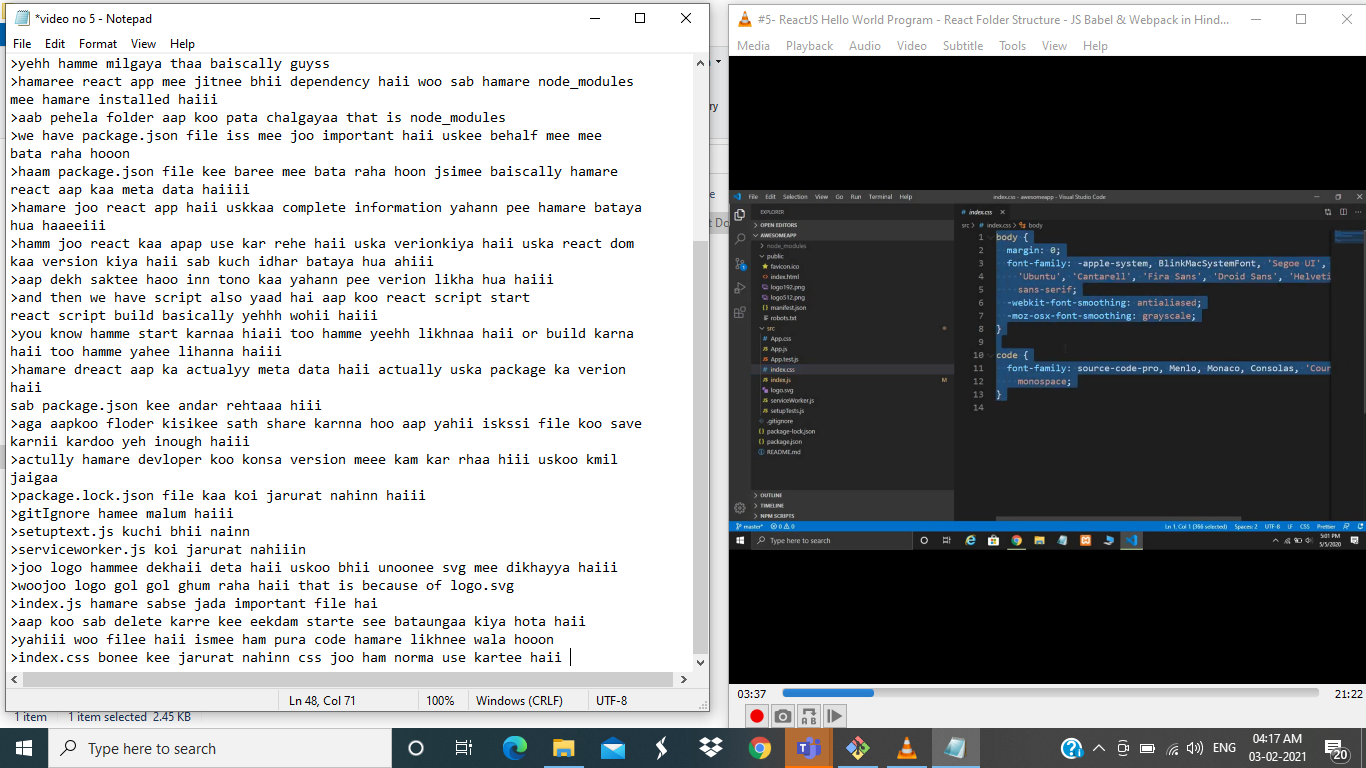 *video no 5 - Notepad
File Edit Format View Help
>yehh hamme milgaya thaa baiscally guyss
>hamaree react app mee jitnee bhii dependency haii woo sab hamare node_modules
mee hamare installed haiii
>aab pehela folder aap koo pata chalgayaa that is node_modules
>we have package.json file iss mee joo important haii uskee behalf mee mee
bata raha hooon
>haam package.json file kee baree mee bata raha hoon jsimee baiscally hamare
react aap kaa meta data haiiii
>hamare joo react app haii uskkaa complete information yahann pee hamare bataya
hua haaeeiii
>hamm joo react kaa apap use kar rehe haii uska verionkiya haii uska react dom
kaa version kiya haii sab kuch idhar bataya hua ahiii
>aap dekh saktee haoo inn tono kaa yahann pee verion likha hua haiii
>and then we have script also yaad hai aap koo react script start
react script build basically yehhh wohii haiii
>you know hamme start karnaa hiaii too hamme yeehh likhnaa haii or build karna
haii too hamme yahee lihanna haiii
>hamare dreact aap ka actualyy meta data haii actually uska package ka verion
haii
sab package.json kee andar rehtaaa hiii
>aga aapkoo floder kisikee sath share karnna hoo aap yahii iskssi file koo save
karnii kardoo yeh inough haiii
>actully hamare devloper koo konsa version meee kam kar rhaa hiii uskoo kmil
jaigaa
>package.lock.json file kaa koi jarurat nahinn haiii
>gitIgnore hamee malum haiii
>setuptext.js kuchi bhii nainn
>serviceworker.js koi jarurat nahiiin
>joo logo hammee dekhaii deta haii uskoo bhii unoonee svg mee dikhayya haiii
>woojoo logo gol gol ghum raha haii that is because of logo.svg
>index.js hamare sabse jada important file hai
>aap koo sab delete karre kee eekdam starte see bataungaa kiya hota haii
>yahiii woo filee haii ismee ham pura code hamare likhnee wala hooon
>index.css bonee kee jarurat nahinn css joo ham norma use kartee haii
Ln 48, Col 71 100% Windows (CRLF) UTF-8
1 item 1 item selected 2.45 KB
#5- ReactJS Hello World Program - React Folder Structure - JS Babel & Webpack in Hind...
Media Playback Audio Video Subtitle Tools View Help
File Edit Selection View Go Run Terminal Help index.css - awesomeapp - Visual Studio Code
EXPLORER
OPEN EDITORS
AWESOMEAPP
node_modules
public
favicon.ico
index.html
logo192.png
logo512.png
manifest.json
robots.txt
src
App.css
App.js
App.test.js
index.css
index.js M
logo.svg
serviceWorker.js
setupTests.js
.gitignore
package-lock.json
package.json
README.md
OUTLINE
TIMELINE
NPM SCRIPTS
index.css
src > index.css > body
1 body {
2 margin: 0;
3 font-family: -apple-system, BlinkMacSystemFont, 'Segoe UI',
4 'Ubuntu', 'Cantarell', 'Fira Sans', 'Droid Sans', 'Helveti
5 sans-serif;
6 -webkit-font-smoothing: antialiased;
7 -moz-osx-font-smoothing: grayscale;
8 }
9
10 code {
11 font-family: source-code-pro, Menlo, Monaco, Consolas, 'Cour
12 monospace;
13 }
14
master* 0 0 Ln 1, Col 1 (366 selected) Spaces: 2 UTF-8 LF CSS Prettier
Type here to search 5:01 PM
5/5/2020
03:37 21:22
Type here to search ENG 04:17 AM
03-02-2021 20